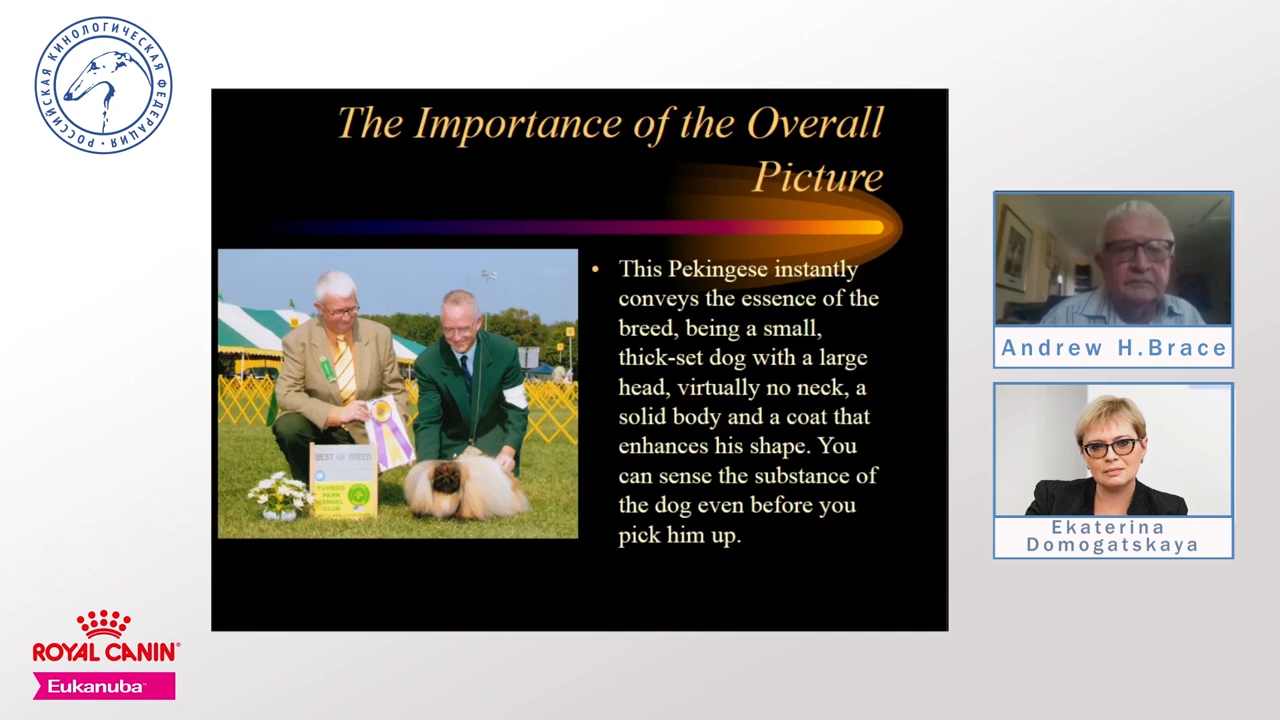 РОССИЙСКАЯ КИНОЛОГИЧЕСКАЯ ФЕДЕРАЦИЯ
The Importance of the Overall
Picture
• This Pekingese instantly
conveys the essence of the
breed, being a small,
thick-set dog with a large
head, virtually no neck, a
solid body and a coat that
enhances his shape. You
can sense the substance of
the dog even before you
pick him up.
BEST OF BREED
PARK
KENNEL
CLUB
Andrew H.Brace
Ekaterina
Domogatskaya
ROYAL CANIN
Eukanuba